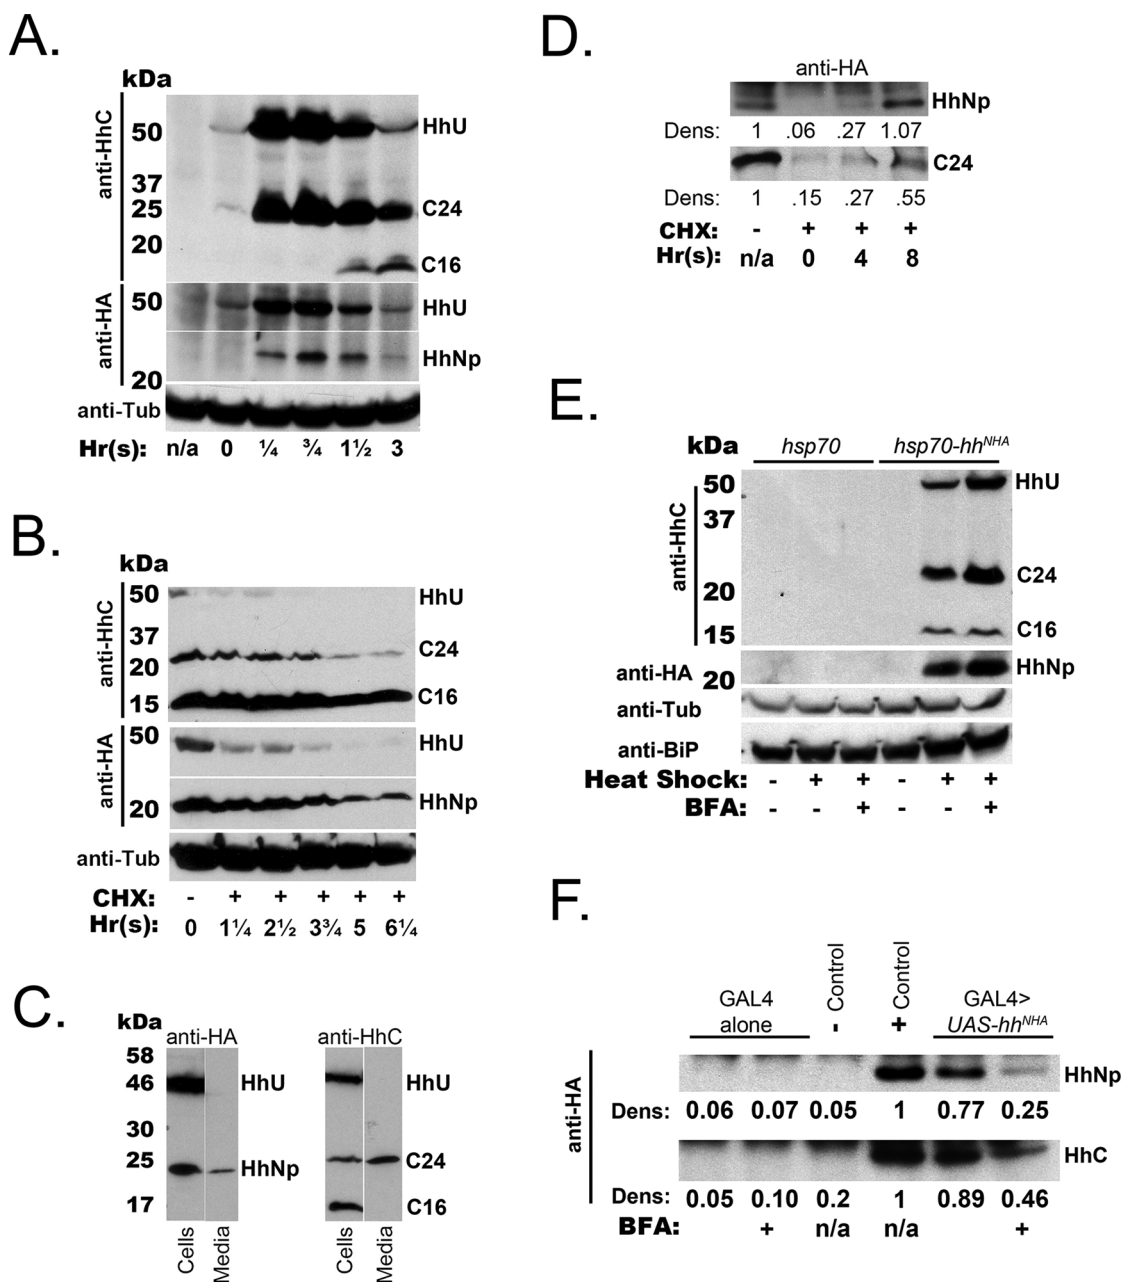 A.
kDa
anti-HhC
50
37
25
20
HhU
C24
C16
anti-HA
50
20
HhU
HhNp
anti-Tub
Hr(s): n/a 0 ¼ ¾ 1½ 3
B.
kDa
anti-HhC
50
37
20
15
HhU
C24
C16
anti-HA
50
20
HhU
HhNp
anti-Tub
CHX: - + + + + +
Hr(s): 0 1¼ 2½ 3¾ 5 6¼
C.
kDa
anti-HA
anti-HhC
58
46
30
25
17
HhU
HhNp
HhU
C24
C16
Cells
Media
Cells
Media
D.
anti-HA
HhNp
Dens: 1 .06 .27 1.07
C24
Dens: 1 .15 .27 .55
CHX: - + + +
Hr(s): n/a 0 4 8
E.
kDa
hsp70
hsp70-hhNHA
anti-HhC
50
37
20
15
HhU
C24
C16
anti-HA
20
HhNp
anti-Tub
anti-BiP
Heat Shock: - + + - + +
BFA: - - + - - +
F.
GAL4
alone
- Control
+ Control
GAL4>
UAS-hhNHA
anti-HA
HhNp
Dens: 0.06 0.07 0.05 1 0.77 0.25
HhC
Dens: 0.05 0.10 0.2 1 0.89 0.46
BFA: + n/a n/a +